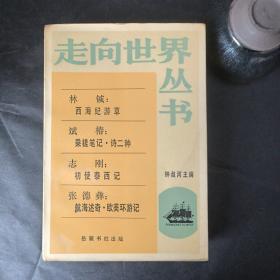 走向世界
丛书
林鍼：
西海纪游草
斌椿：
乘槎笔记·诗二种
志刚：
初使泰西记
张德彝：
航海述奇·欧美环游记
钟叔河主编
岳麓书社出版